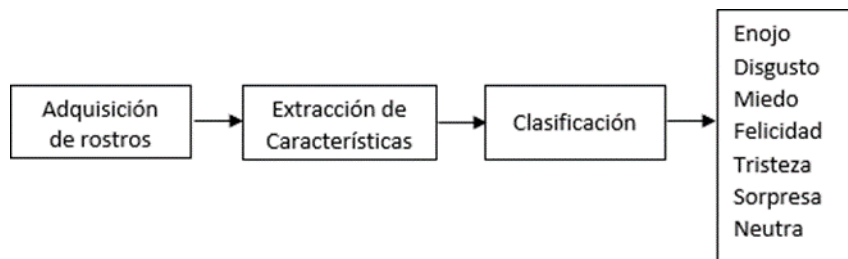 Adquisición
de rostros
Extracción de
Características
Clasificación
Enojo
Disgusto
Miedo
Felicidad
Tristeza
Sorpresa
Neutra